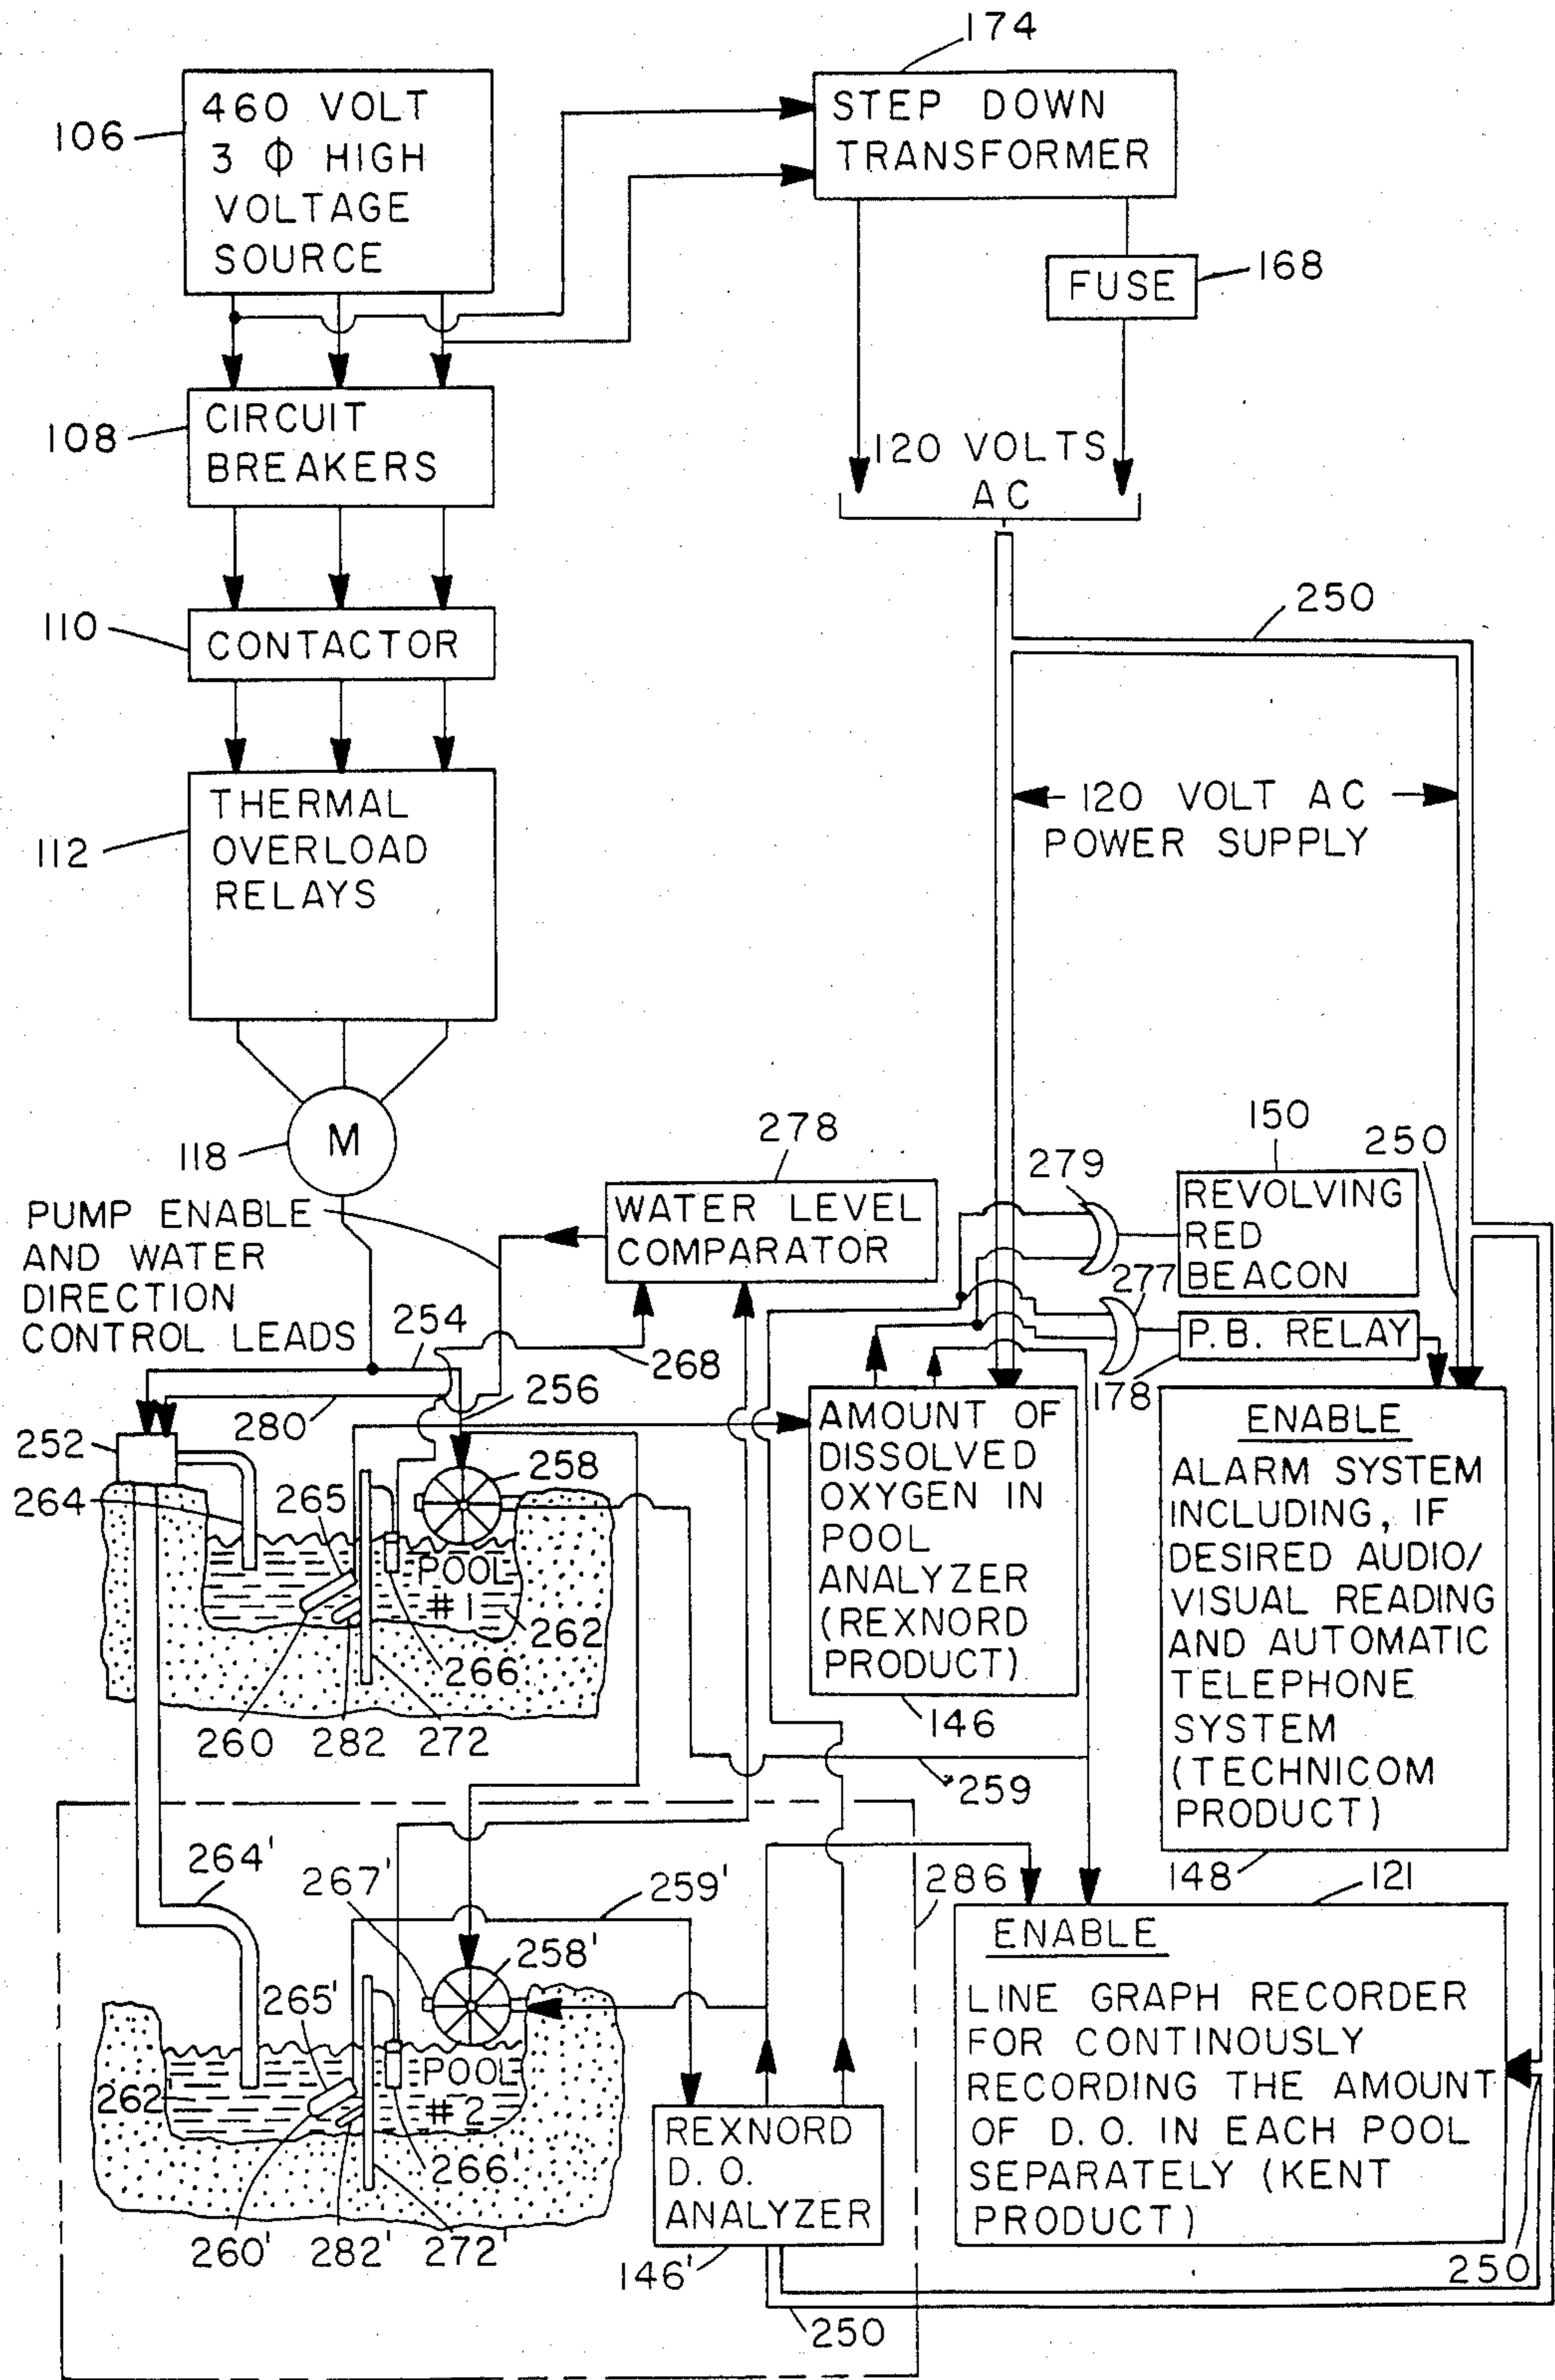 174
106
460 VOLT
3 Φ HIGH
VOLTAGE
SOURCE
STEP DOWN
TRANSFORMER
FUSE
168
108
CIRCUIT
BREAKERS
120 VOLTS
AC
110
CONTACTOR
250
112
THERMAL
OVERLOAD
RELAYS
120 VOLT AC
POWER SUPPLY
118
M
278
279
150
250
PUMP ENABLE
AND WATER
DIRECTION
CONTROL LEADS
WATER LEVEL
COMPARATOR
REVOLVING
RED
BEACON
277
P.B. RELAY
178
254
268
280
256
252
264
265
258
POOL
#1
262
266
260
282
272
AMOUNT OF
DISSOLVED
OXYGEN IN
POOL
ANALYZER
(REXNORD
PRODUCT)
146
ENABLE
ALARM SYSTEM
INCLUDING, IF
DESIRED AUDIO/
VISUAL READING
AND AUTOMATIC
TELEPHONE
SYSTEM
(TECHNICOM
PRODUCT)
148
259
264'
267'
259'
286
121
258'
265'
262'
POOL
#2
266'
260'
282'
272'
REXNORD
D.O.
ANALYZER
146'
ENABLE
LINE GRAPH RECORDER
FOR CONTINOUSLY
RECORDING THE AMOUNT
OF D.O. IN EACH POOL
SEPARATELY (KENT
PRODUCT)
250
250